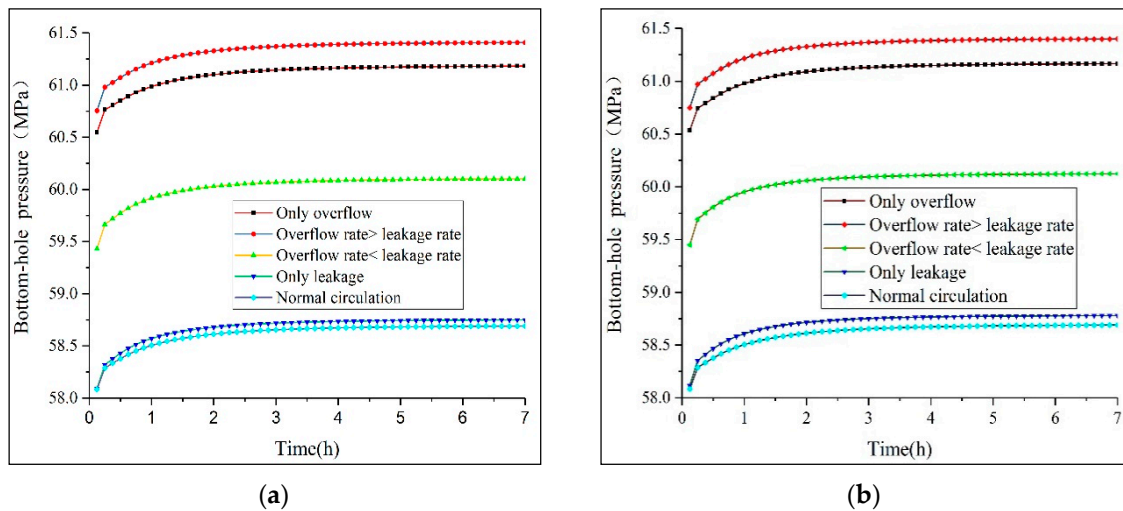 61.5
61.0
60.5
60.0
59.5
59.0
58.5
58.0
Bottom-hole pressure（MPa）
Only overflow
Overflow rate> leakage rate
Overflow rate< leakage rate
Only leakage
Normal circulation
0 1 2 3 4 5 6 7
Time(h)
(a)
61.5
61.0
60.5
60.0
59.5
59.0
58.5
58.0
Bottom-hole pressure（MPa）
Only overflow
Overflow rate> leakage rate
Overflow rate< leakage rate
Only leakage
Normal circulation
0 1 2 3 4 5 6 7
Time(h)
(b)